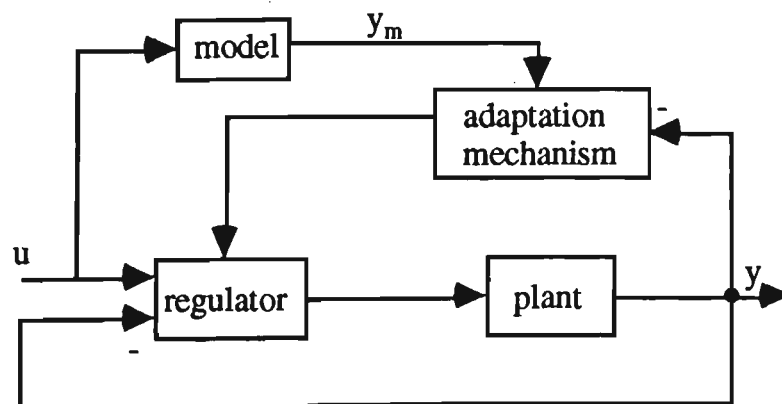 model
y_m
adaptation
mechanism
-
u
regulator
-
plant
y